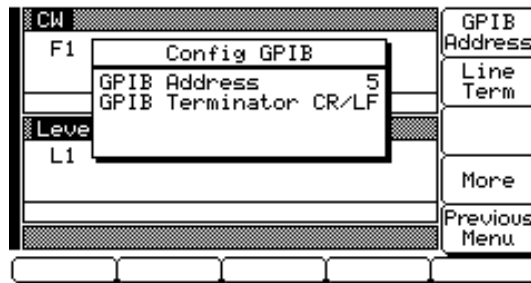 CW
F1
Config GPIB
GPIB Address 5
GPIB Terminator CR/LF
Leve
L1
GPIB
Address
Line
Term
More
Previous
Menu